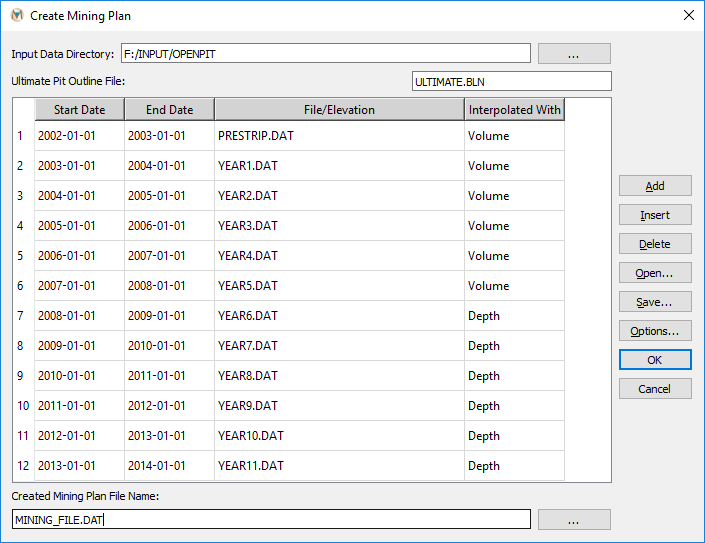 Create Mining Plan
Input Data Directory: F:/INPUT/OPENPIT ...
Ultimate Pit Outline File: ULTIMATE.BLN
Start Date End Date File/Elevation Interpolated With
1 2002-01-01 2003-01-01 PRESTRIP.DAT Volume
2 2003-01-01 2004-01-01 YEAR1.DAT Volume
3 2004-01-01 2005-01-01 YEAR2.DAT Volume
4 2005-01-01 2006-01-01 YEAR3.DAT Volume
5 2006-01-01 2007-01-01 YEAR4.DAT Volume
6 2007-01-01 2008-01-01 YEAR5.DAT Volume
7 2008-01-01 2009-01-01 YEAR6.DAT Depth
8 2009-01-01 2010-01-01 YEAR7.DAT Depth
9 2010-01-01 2011-01-01 YEAR8.DAT Depth
10 2011-01-01 2012-01-01 YEAR9.DAT Depth
11 2012-01-01 2013-01-01 YEAR10.DAT Depth
12 2013-01-01 2014-01-01 YEAR11.DAT Depth
Add
Insert
Delete
Open...
Save...
Options...
OK
Cancel
Created Mining Plan File Name:
MINING_FILE.DAT ...